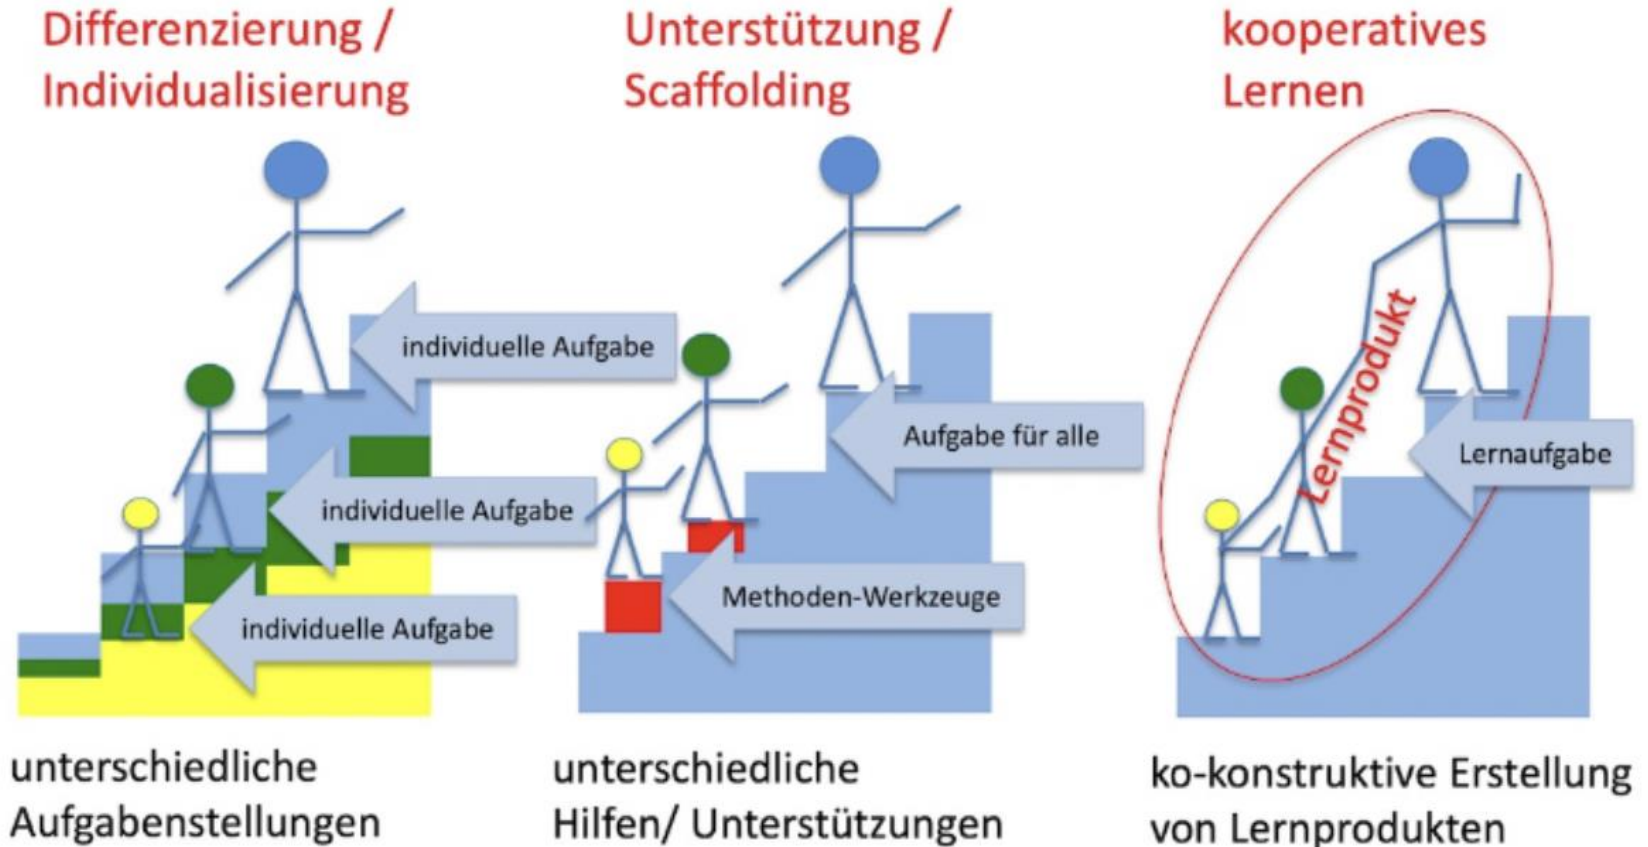 Differenzierung /
Individualisierung
individuelle Aufgabe
individuelle Aufgabe
individuelle Aufgabe
unterschiedliche
Aufgabenstellungen
Unterstützung /
Scaffolding
Aufgabe für alle
Methoden-Werkzeuge
unterschiedliche
Hilfen/ Unterstützungen
kooperatives
Lernen
Lernprodukt
Lernaufgabe
ko-konstruktive Erstellung
von Lernprodukten